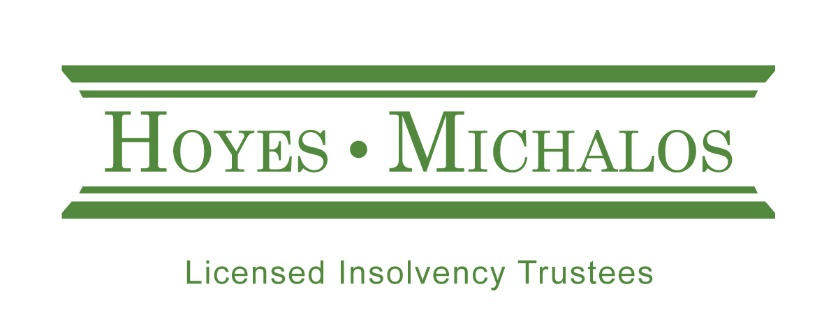 HOYES • MICHALOS
Licensed Insolvency Trustees